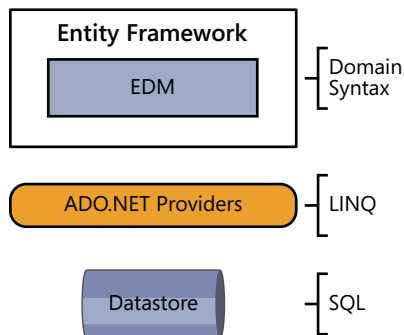 Entity Framework
EDM
Domain
Syntax
ADO.NET Providers
LINQ
Datastore
SQL